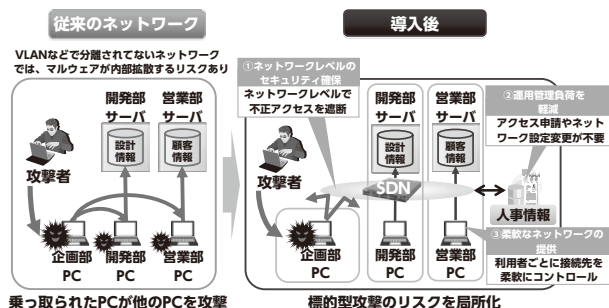 従来のネットワーク
VLANなどで分離されてないネットワーク
では、マルウェアが内部拡散するリスクあり
開発部
サーバ
営業部
サーバ
設計
情報
顧客
情報
攻撃者
企画部
PC
開発部
PC
営業部
PC
乗っ取られたPCが他のPCを攻撃
導入後
①ネットワークレベルの
セキュリティ確保
ネットワークレベルで
不正アクセスを遮断
開発部
サーバ
営業部
サーバ
設計
情報
顧客
情報
②運用管理負荷を
軽減
アクセス申請やネット
ワーク設定変更が不要
攻撃者
SDN
人事情報
企画部
PC
開発部
PC
営業部
PC
③柔軟なネットワークの
提供
利用者ごとに接続先を
柔軟にコントロール
標的型攻撃のリスクを局所化